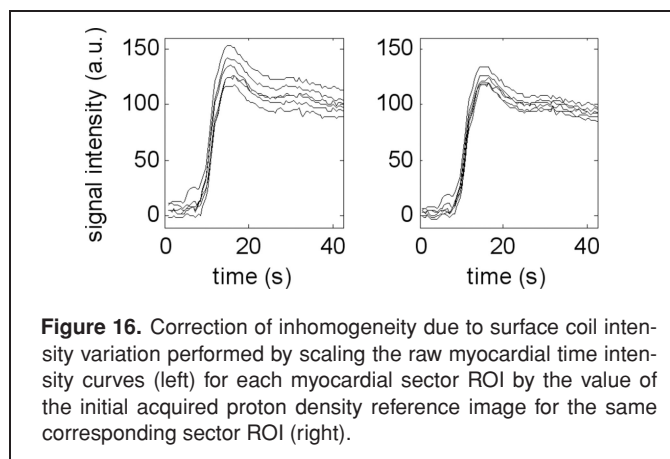 150
100
50
0
signal intensity (a.u.)
0 20 40
time (s)
150
100
50
0
0 20 40
time (s)
Figure 16. Correction of inhomogeneity due to surface coil inten-
sity variation performed by scaling the raw myocardial time inten-
sity curves (left) for each myocardial sector ROI by the value of
the initial acquired proton density reference image for the same
corresponding sector ROI (right).